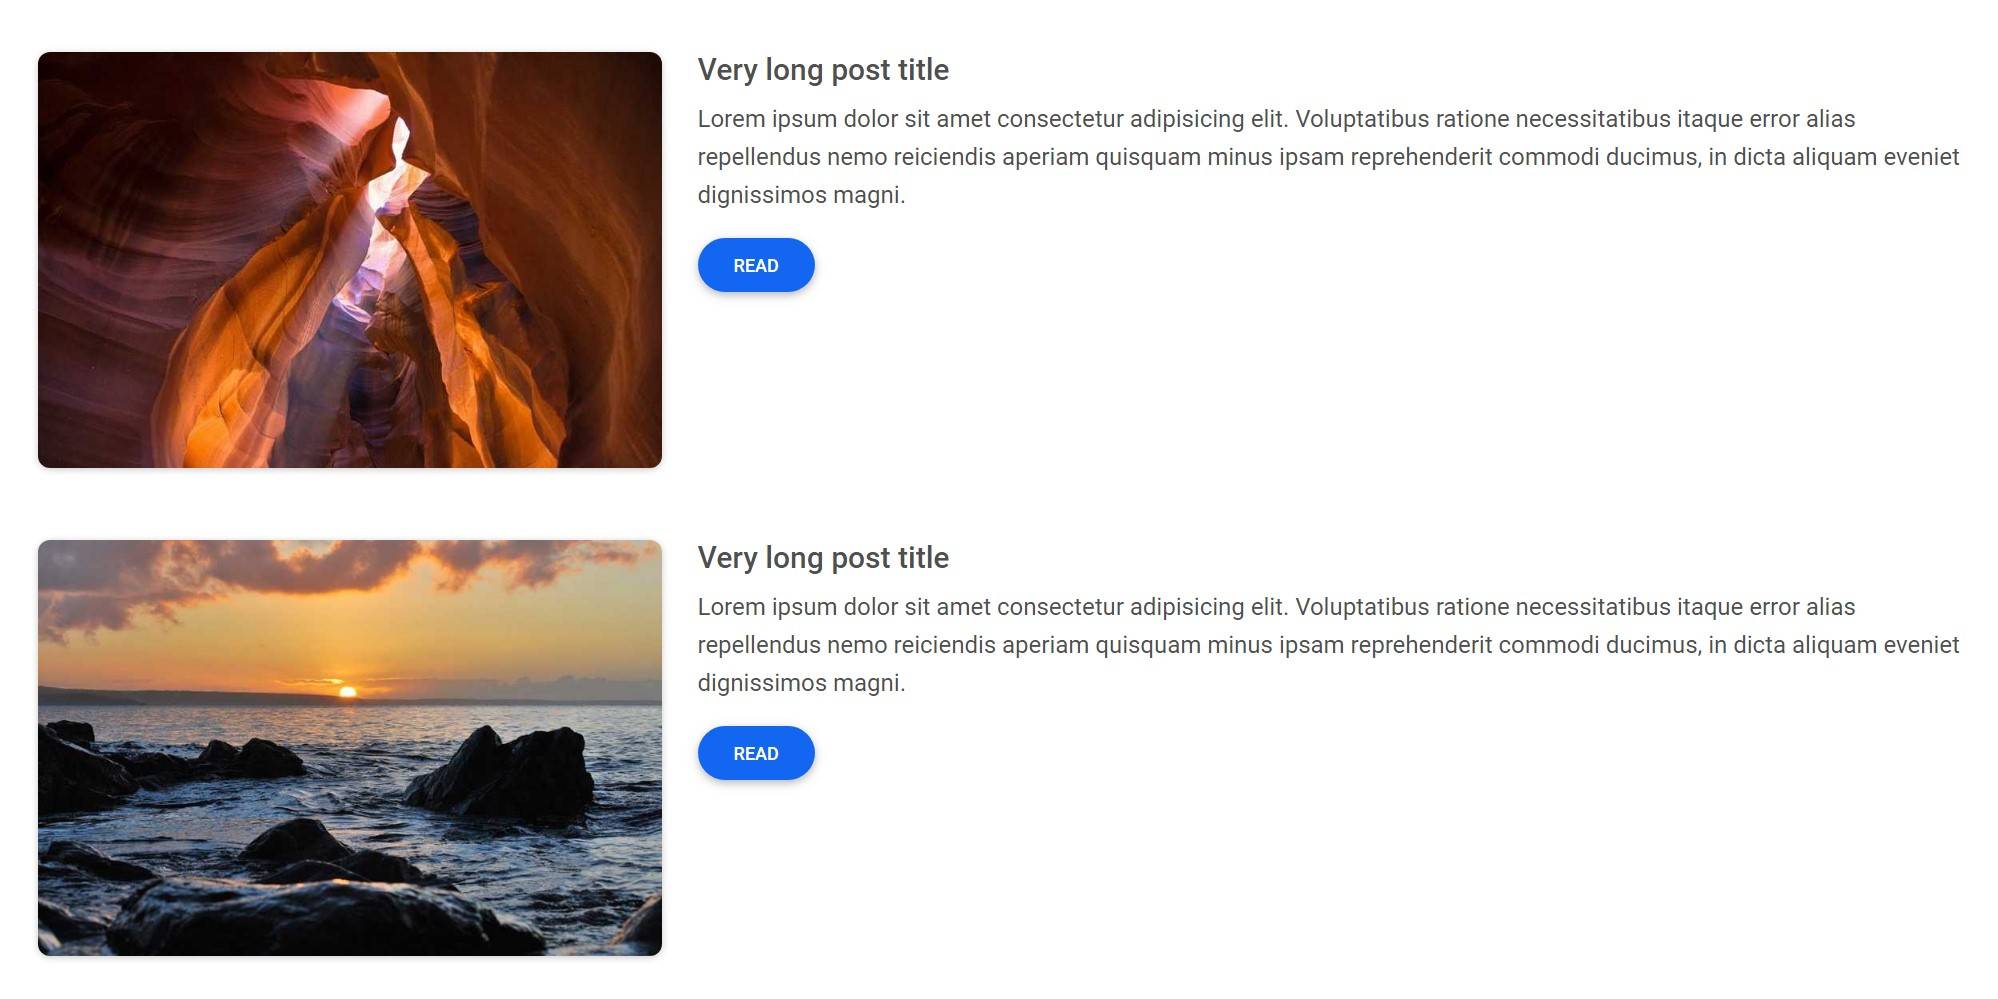 Very long post title
Lorem ipsum dolor sit amet consectetur adipisicing elit. Voluptatibus ratione necessitatibus itaque error alias
repellendus nemo reiciendis aperiam quisquam minus ipsam reprehenderit commodi ducimus, in dicta aliquam eveniet
dignissimos magni.
READ
Very long post title
Lorem ipsum dolor sit amet consectetur adipisicing elit. Voluptatibus ratione necessitatibus itaque error alias
repellendus nemo reiciendis aperiam quisquam minus ipsam reprehenderit commodi ducimus, in dicta aliquam eveniet
dignissimos magni.
READ